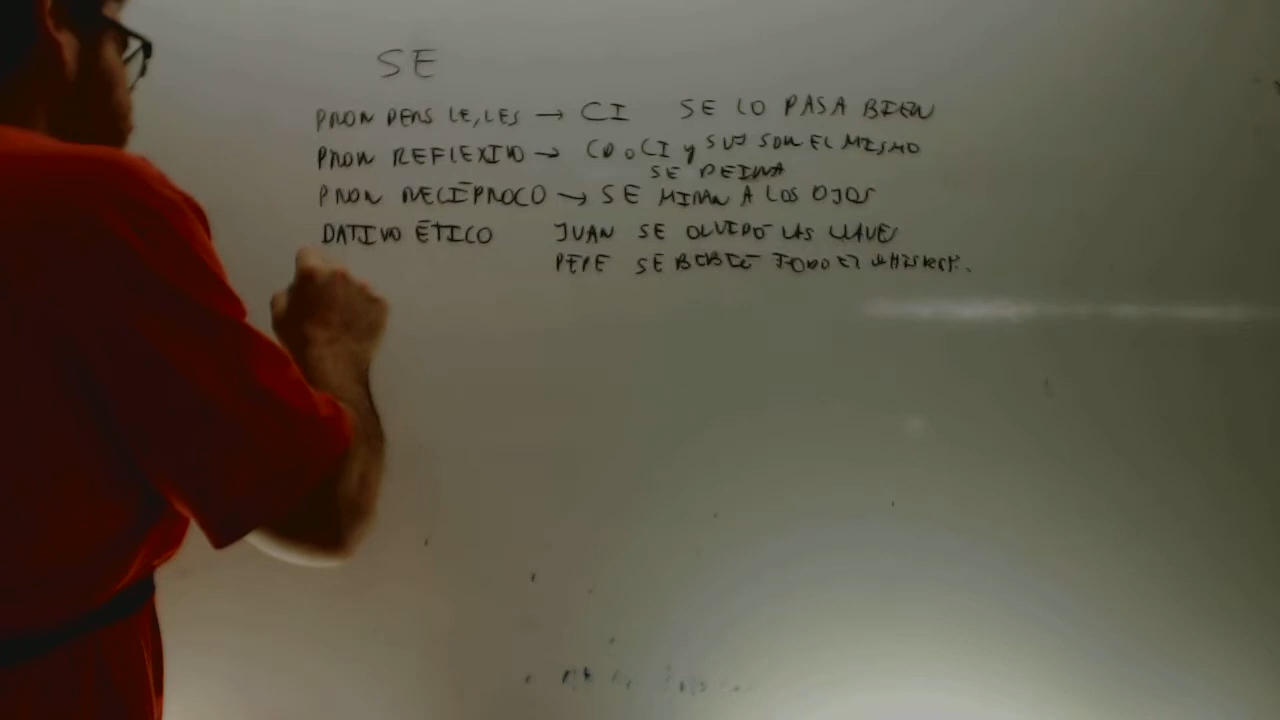 SE
PRON PERS LE, LES → CI SE LO PASA BIEN
PRON REFLEXIVO → CD o CI y SUJ SON EL MISMO
SE PEINA
PRON RECÍPROCO → SE MIRAN A LOS OJOS
DATIVO ÉTICO JUAN SE OLVIDÓ LAS LLAVES
PEPE SE BEBIÓ TODO EL